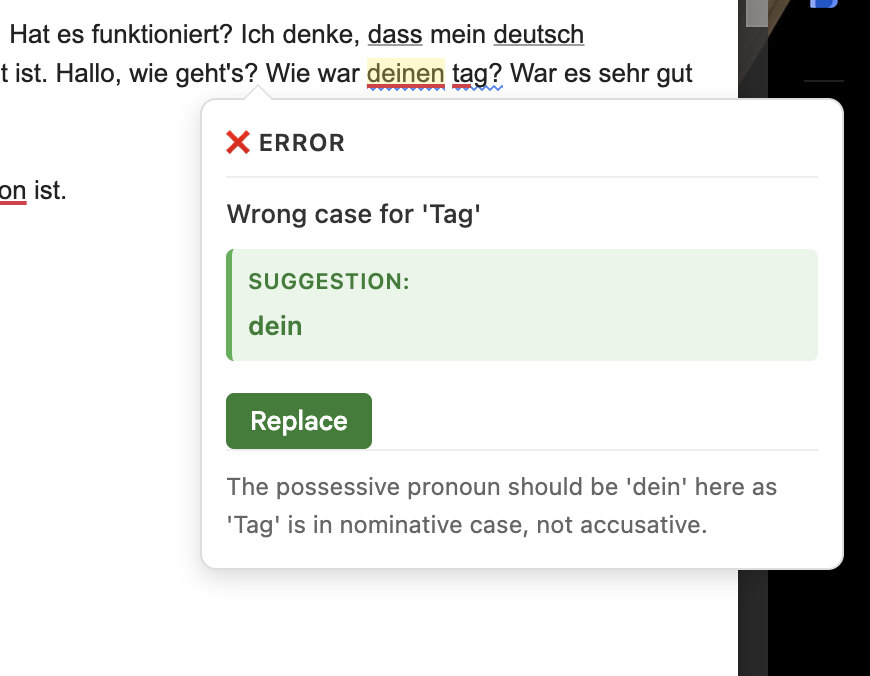 Hat es funktioniert? Ich denke, dass mein deutsch
t ist. Hallo, wie geht's? Wie war deinen tag? War es sehr gut
on ist.
❌ ERROR
Wrong case for 'Tag'
SUGGESTION:
dein
Replace
The possessive pronoun should be 'dein' here as
'Tag' is in nominative case, not accusative.